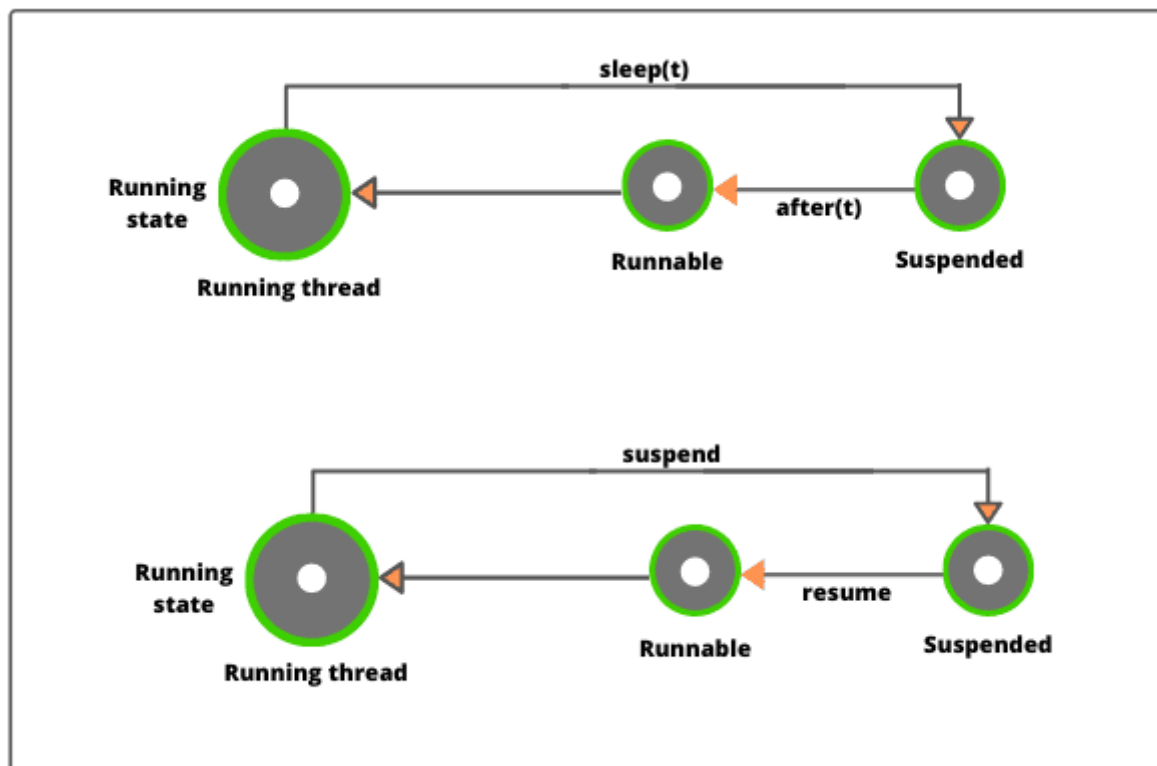 sleep(t)
Running
state
after(t)
Runnable
Suspended
Running thread
suspend
Running
state
resume
Runnable
Suspended
Running thread